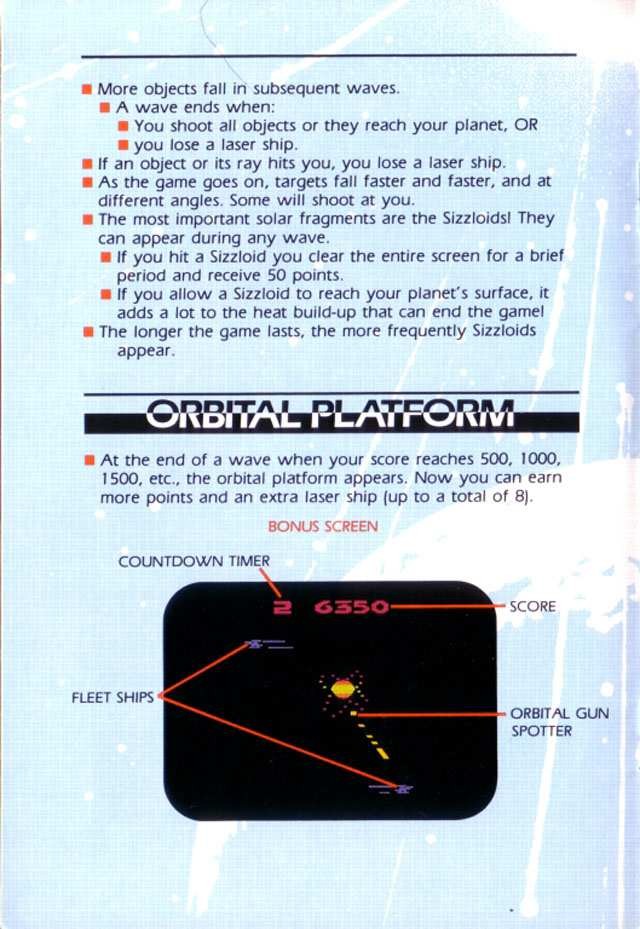 ■ More objects fall in subsequent waves.
■ A wave ends when:
■ You shoot all objects or they reach your planet, OR
■ you lose a laser ship.
■ If an object or its ray hits you, you lose a laser ship.
■ As the game goes on, targets fall faster and faster, and at
different angles. Some will shoot at you.
■ The most important solar fragments are the Sizzloids! They
can appear during any wave.
■ If you hit a Sizzloid you clear the entire screen for a brief
period and receive 50 points.
■ If you allow a Sizzloid to reach your planet's surface, it
adds a lot to the heat build-up that can end the game!
■ The longer the game lasts, the more frequently Sizzloids
appear.
ORBITAL PLATFORM
■ At the end of a wave when your score reaches 500, 1000,
1500, etc., the orbital platform appears. Now you can earn
more points and an extra laser ship (up to a total of 8).
BONUS SCREEN
COUNTDOWN TIMER
2 6350
SCORE
FLEET SHIPS
ORBITAL GUN
SPOTTER